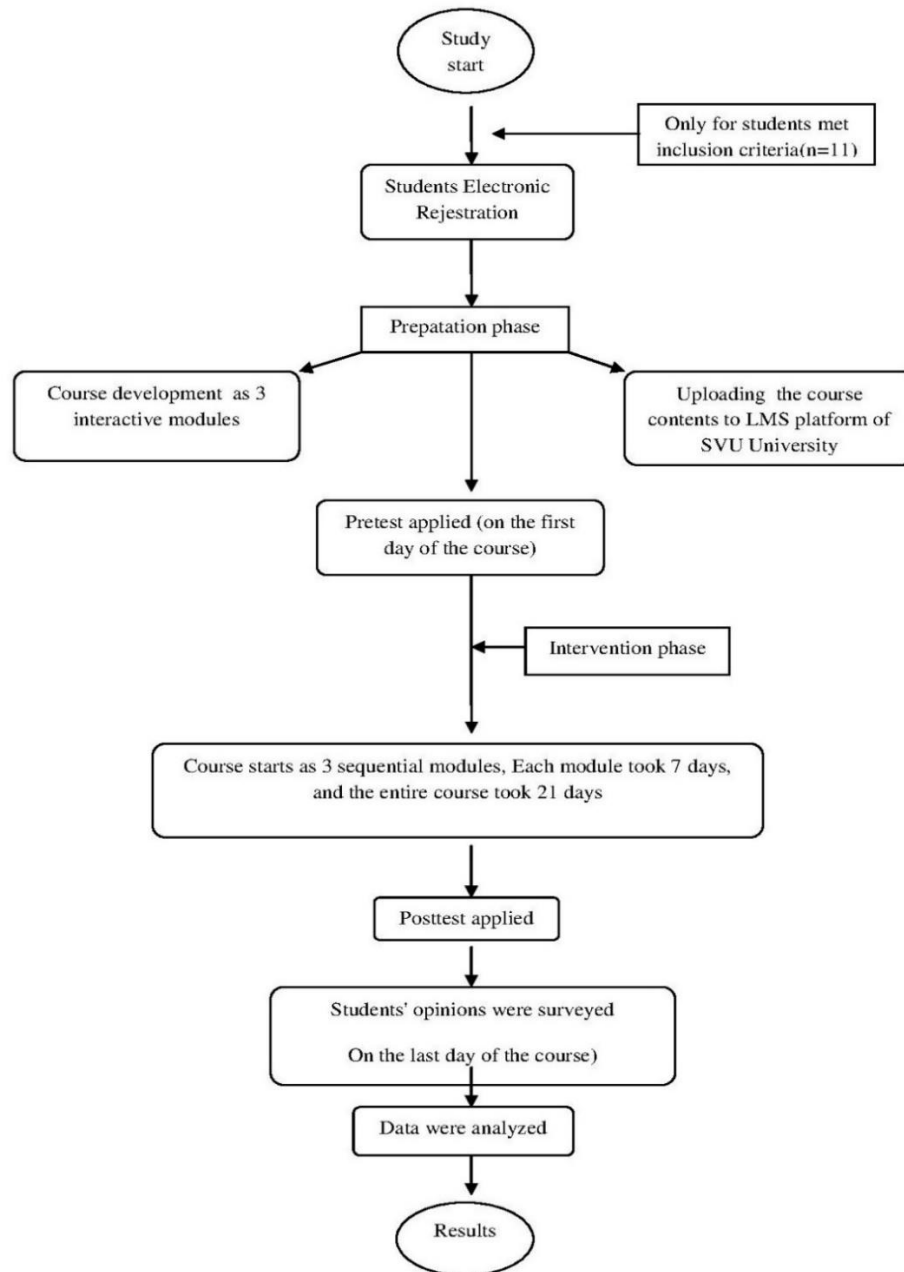 Study
start
Only for students met
inclusion criteria(n=11)
Students Electronic
Rejestration
Prepatation phase
Course development as 3
interactive modules
Uploading the course
contents to LMS platform of
SVU University
Pretest applied (on the first
day of the course)
Intervention phase
Course starts as 3 sequential modules, Each module took 7 days,
and the entire course took 21 days
Posttest applied
Students' opinions were surveyed
On the last day of the course)
Data were analyzed
Results